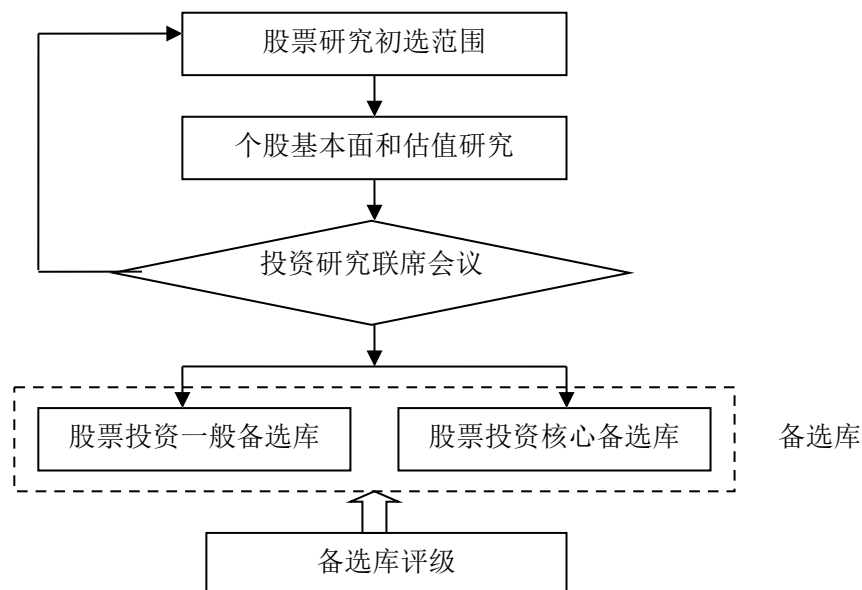 股票研究初选范围
个股基本面和估值研究
投资研究联席会议
股票投资一般备选库
股票投资核心备选库
备选库
备选库评级